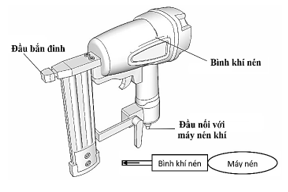 Đầu bắn đinh
Bình khí nén
Đầu nối với
máy nén khí
Bình khí nén
Máy nén